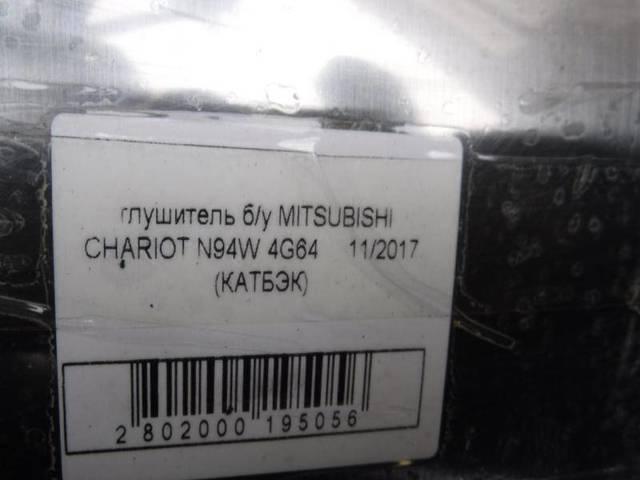 глушитель б/у MITSUBISHI
CHARIOT N94W 4G64 11/2017
(КАТБЭК)
2 802000 195056